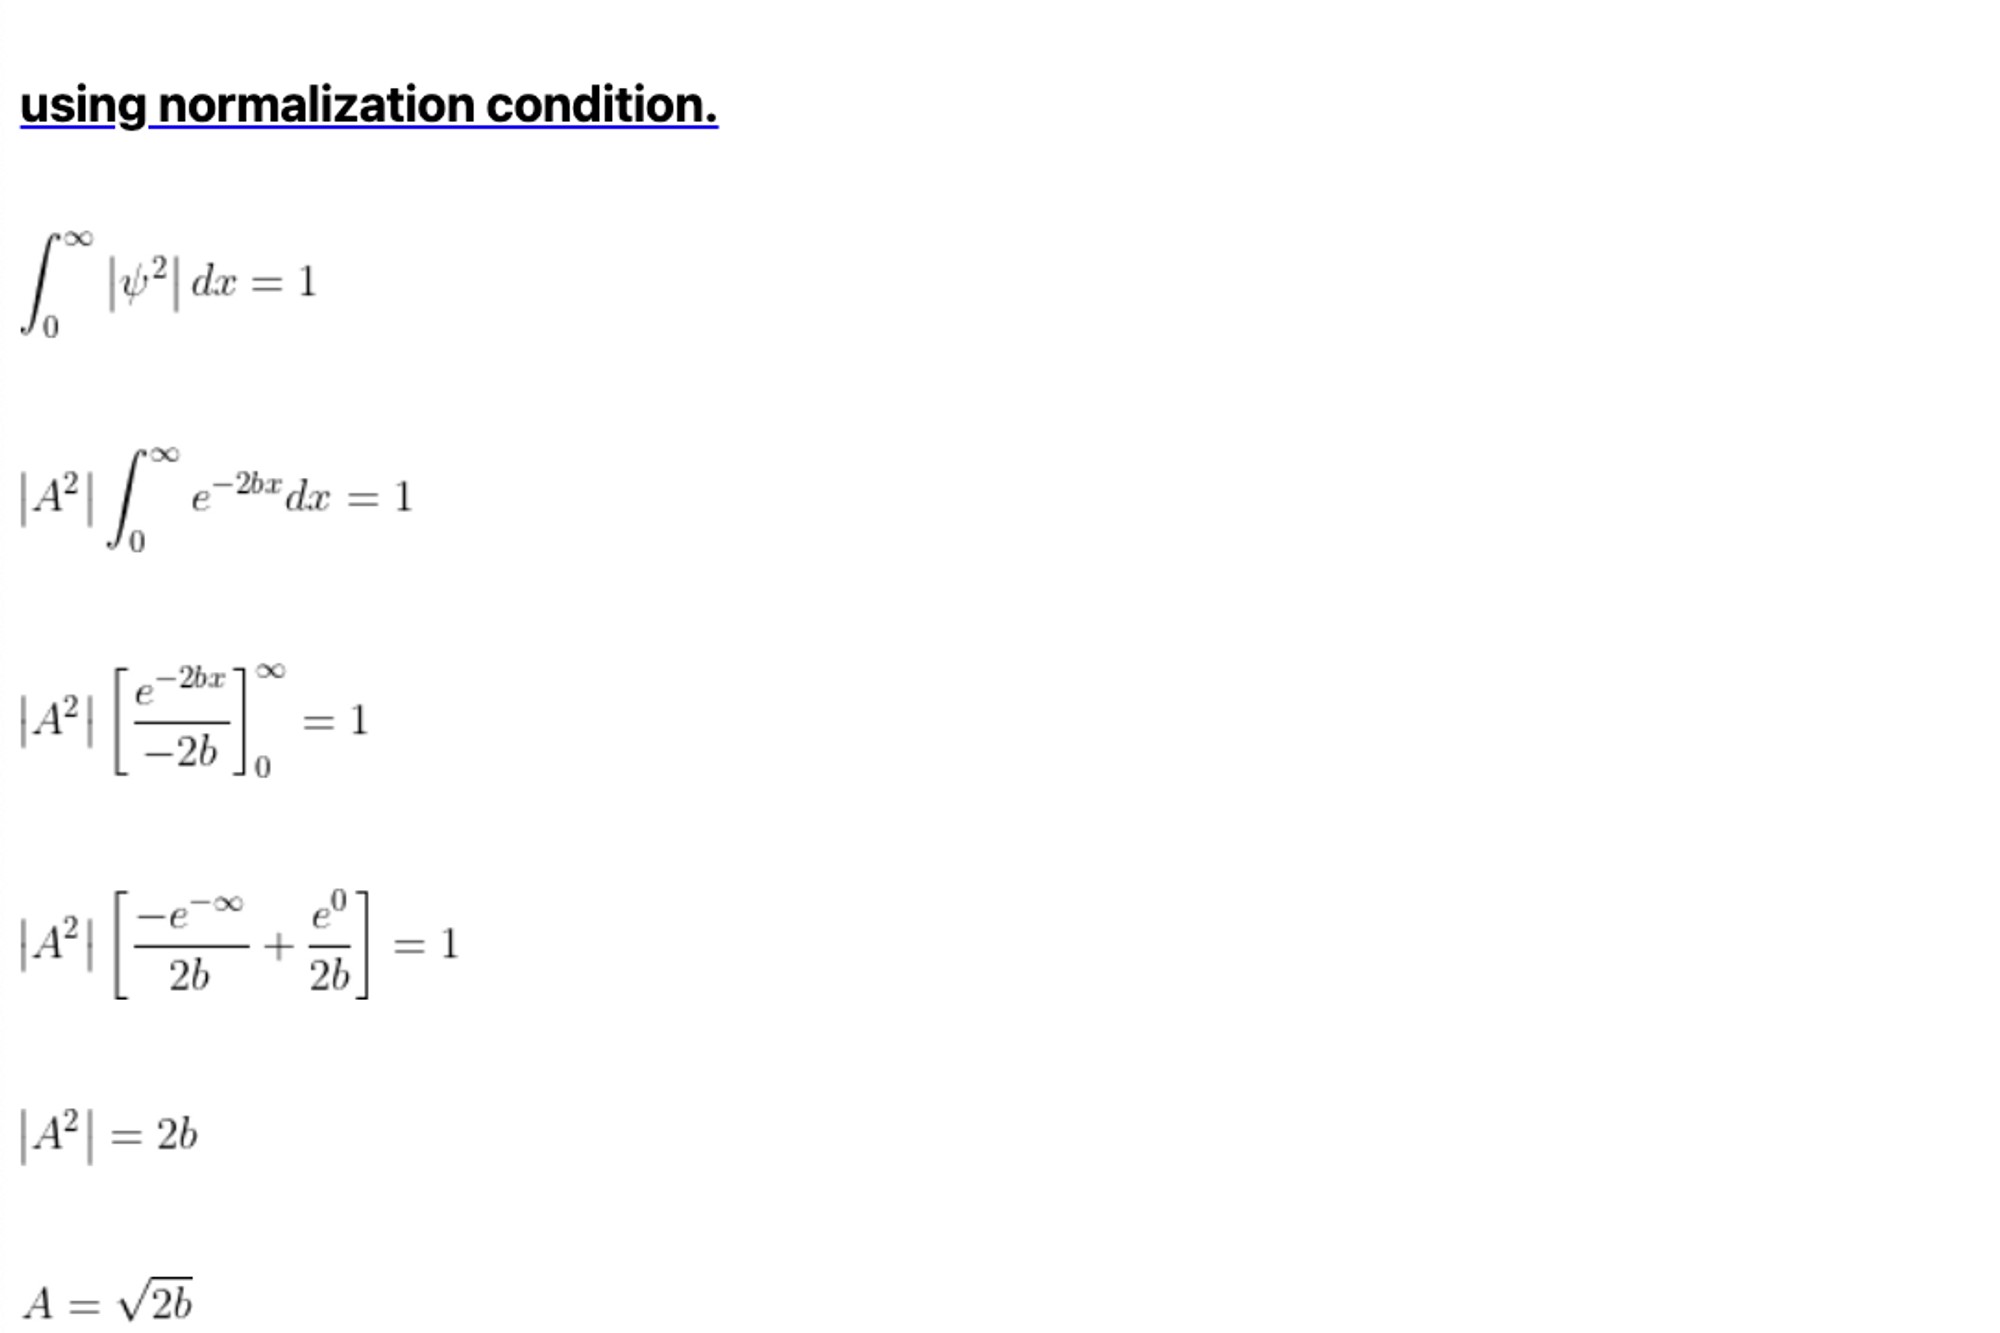 using normalization condition.
\int_0^\infty |\psi^2| dx = 1
|A^2| \int_0^\infty e^{-2bx} dx = 1
|A^2| \left[ \frac{e^{-2bx}}{-2b} \right]_0^\infty = 1
|A^2| \left[ \frac{-e^{-\infty}}{2b} + \frac{e^0}{2b} \right] = 1
|A^2| = 2b
A = \sqrt{2b}